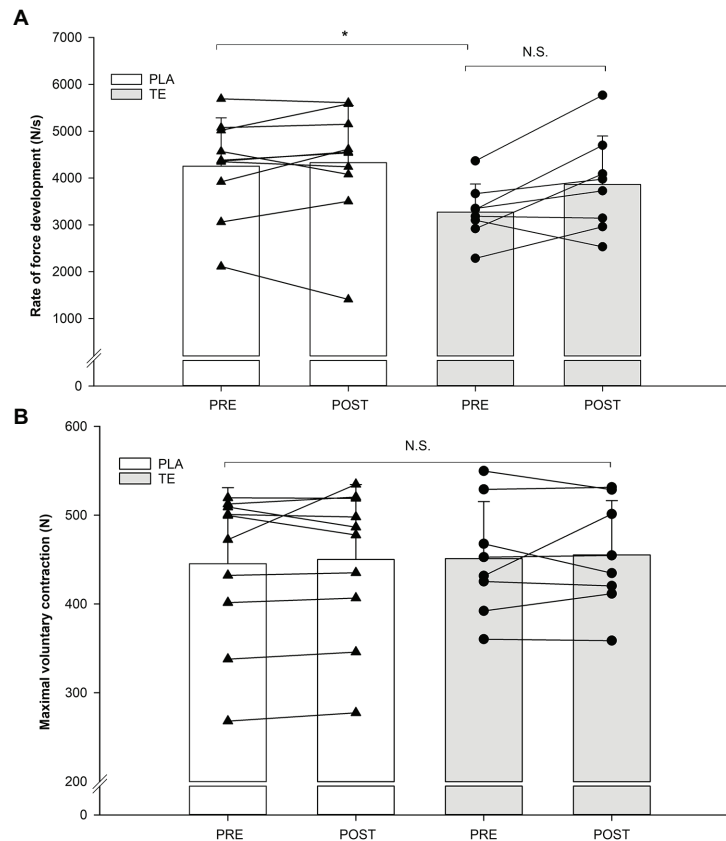 A
*
N.S.
PLA
TE
7000
6000
5000
4000
3000
2000
1000
0
Rate of force development (N/s)
PRE
POST
PRE
POST
B
N.S.
PLA
TE
600
500
400
300
200
0
Maximal voluntary contraction (N)
PRE
POST
PRE
POST